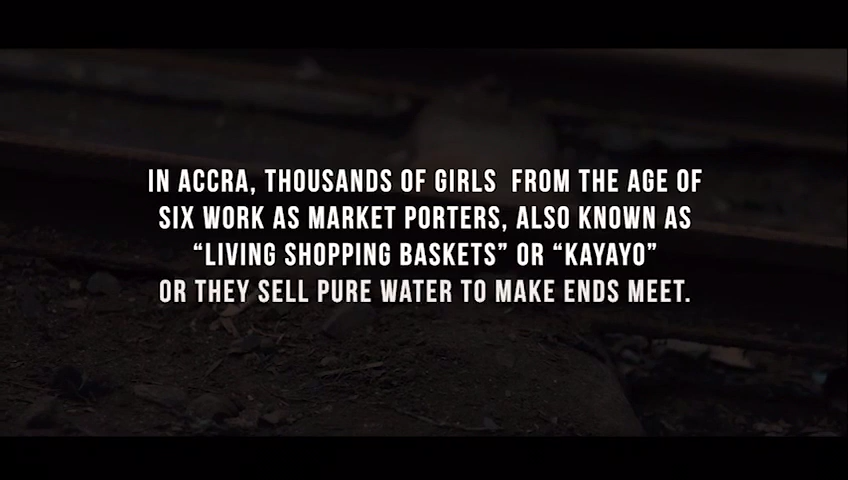 IN ACCRA, THOUSANDS OF GIRLS  FROM THE AGE OF
SIX WORK AS MARKET PORTERS, ALSO KNOWN AS
“LIVING SHOPPING BASKETS” OR “KAYAYO”
OR THEY SELL PURE WATER TO MAKE ENDS MEET.